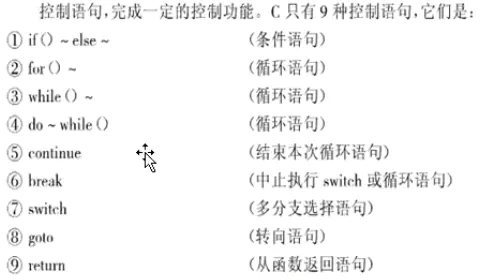 控制语句,完成一定的控制功能。C 只有 9 种控制语句,它们是:
① if() ~ else ~ (条件语句)
② for() ~ (循环语句)
③ while() ~ (循环语句)
④ do ~ while() (循环语句)
⑤ continue (结束本次循环语句)
⑥ break (中止执行 switch 或循环语句)
⑦ switch (多分支选择语句)
⑧ goto (转向语句)
⑨ return (从函数返回语句)